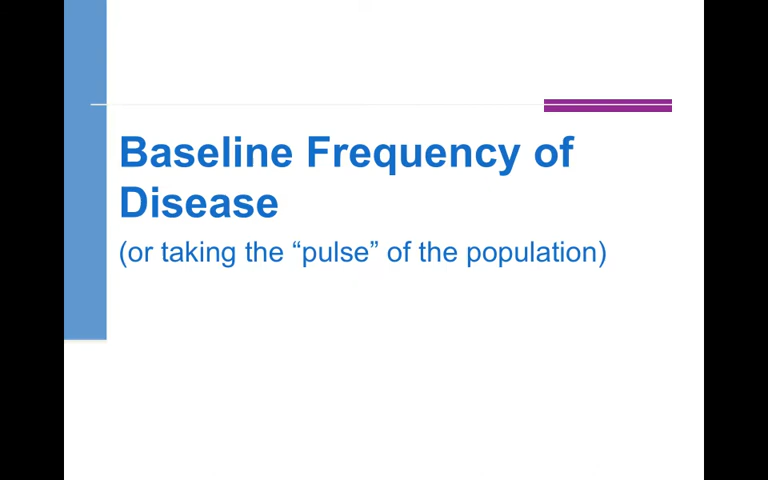 Baseline Frequency of
Disease
(or taking the “pulse” of the population)